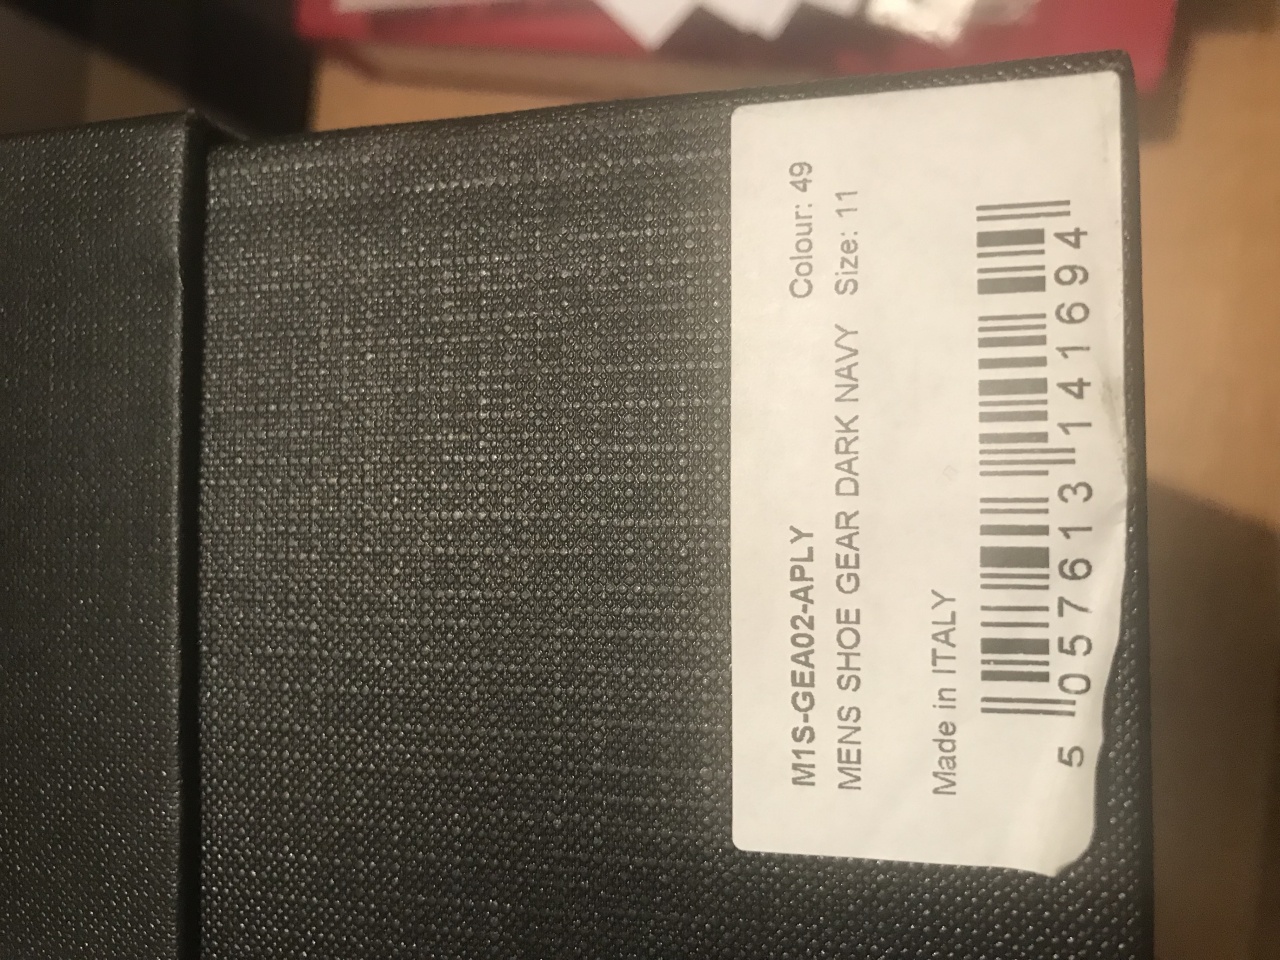 M1S-GEA02-APLY Colour: 49
MENS SHOE GEAR DARK NAVY Size: 11
Made in ITALY
5 057613 141694